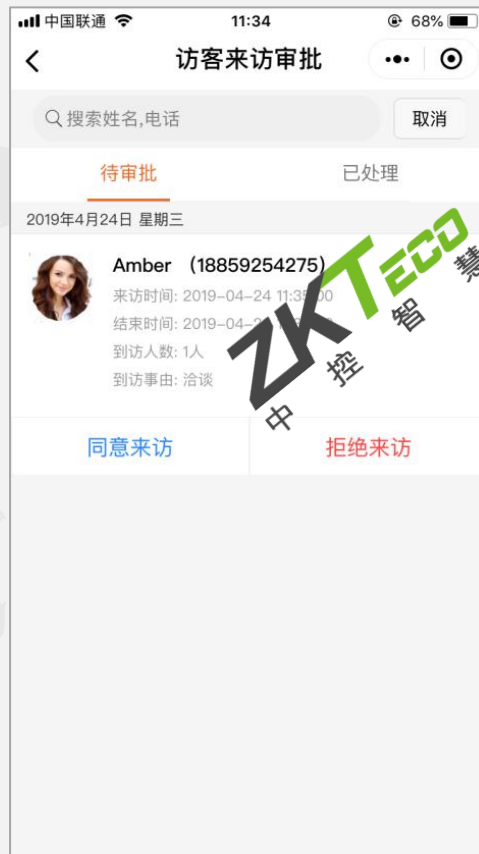 中国联通 11:34 68%
访客来访审批
搜索姓名,电话 取消
待审批 已处理
2019年4月24日 星期三
Amber (18859254275)
来访时间: 2019-04-24 11:35:00
结束时间: 2019-04-2
到访人数: 1人
到访事由: 洽谈
同意来访 拒绝来访
ZKTECO
中控智慧